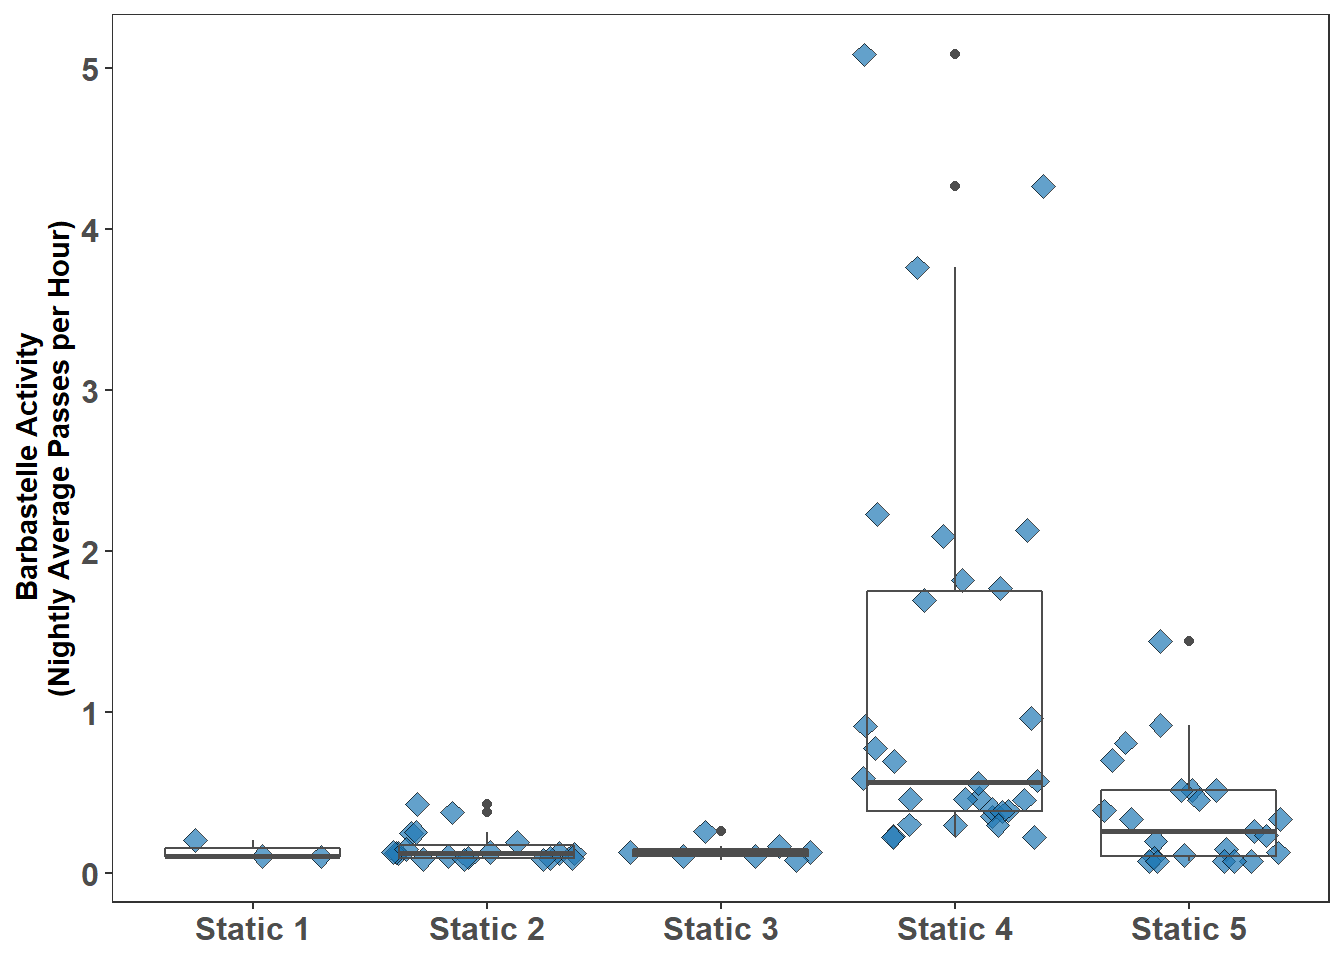 Barbastelle Activity
(Nightly Average Passes per Hour)
5
4
3
2
1
0
Static 1
Static 2
Static 3
Static 4
Static 5